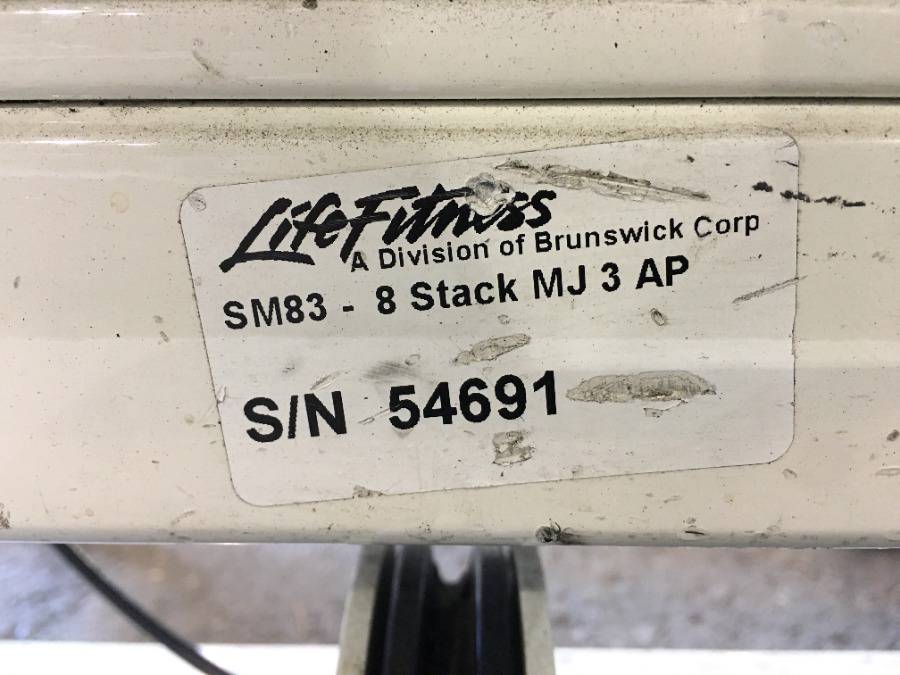 LifeFitness
A Division of Brunswick Corp
SM83 - 8 Stack MJ 3 AP
S/N 54691